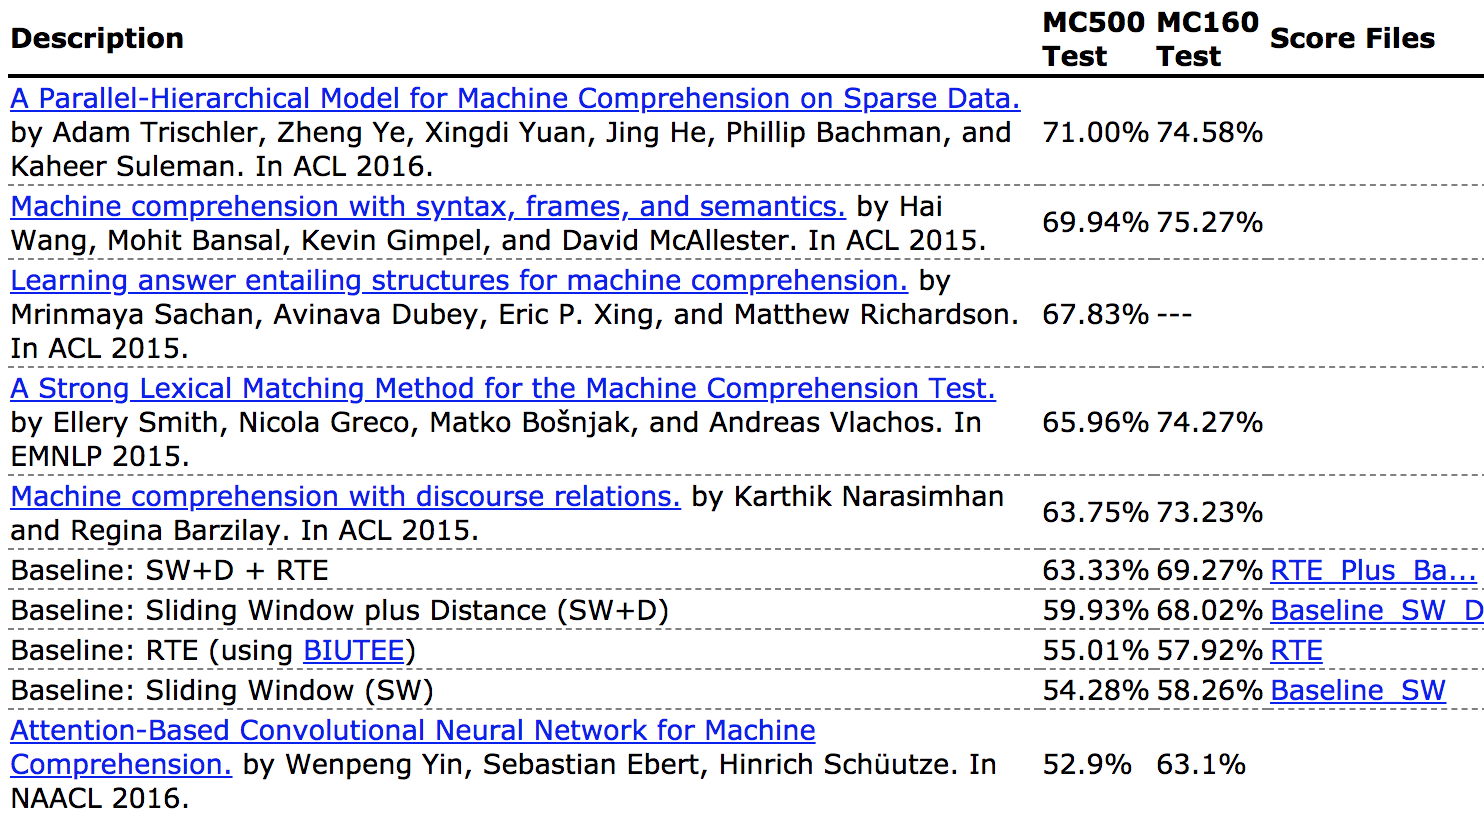 Description MC500 Test MC160 Test Score Files
A Parallel-Hierarchical Model for Machine Comprehension on Sparse Data.
by Adam Trischler, Zheng Ye, Xingdi Yuan, Jing He, Phillip Bachman, and 71.00% 74.58%
Kaheer Suleman. In ACL 2016.
Machine comprehension with syntax, frames, and semantics. by Hai
Wang, Mohit Bansal, Kevin Gimpel, and David McAllester. In ACL 2015. 69.94% 75.27%
Learning answer entailing structures for machine comprehension. by
Mrinmaya Sachan, Avinava Dubey, Eric P. Xing, and Matthew Richardson. 67.83% ---
In ACL 2015.
A Strong Lexical Matching Method for the Machine Comprehension Test.
by Ellery Smith, Nicola Greco, Matko Bošnjak, and Andreas Vlachos. In 65.96% 74.27%
EMNLP 2015.
Machine comprehension with discourse relations. by Karthik Narasimhan
and Regina Barzilay. In ACL 2015. 63.75% 73.23%
Baseline: SW+D + RTE 63.33% 69.27% RTE_Plus_Ba...
Baseline: Sliding Window plus Distance (SW+D) 59.93% 68.02% Baseline_SW_D
Baseline: RTE (using BIUTEE) 55.01% 57.92% RTE
Baseline: Sliding Window (SW) 54.28% 58.26% Baseline_SW
Attention-Based Convolutional Neural Network for Machine
Comprehension. by Wenpeng Yin, Sebastian Ebert, Hinrich Schüutze. In 52.9% 63.1%
NAACL 2016.